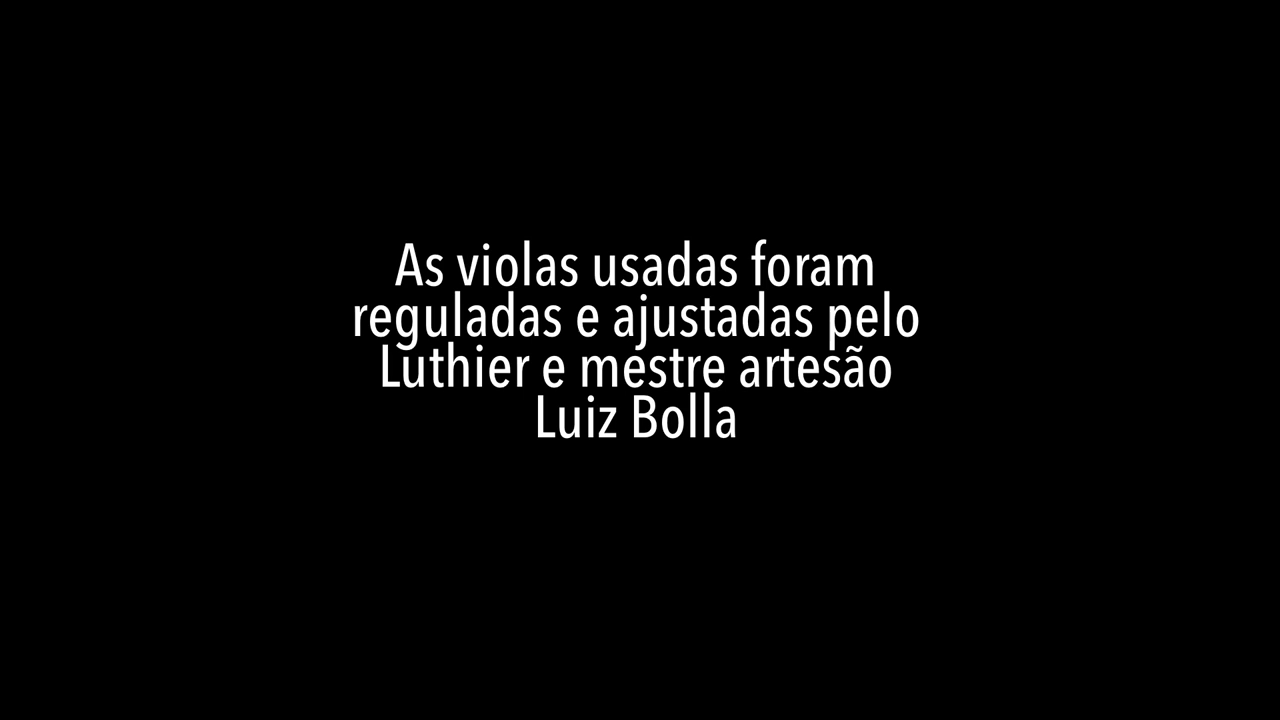 As violas usadas foram
reguladas e ajustadas pelo
Luthier e mestre artesão
Luiz Bolla